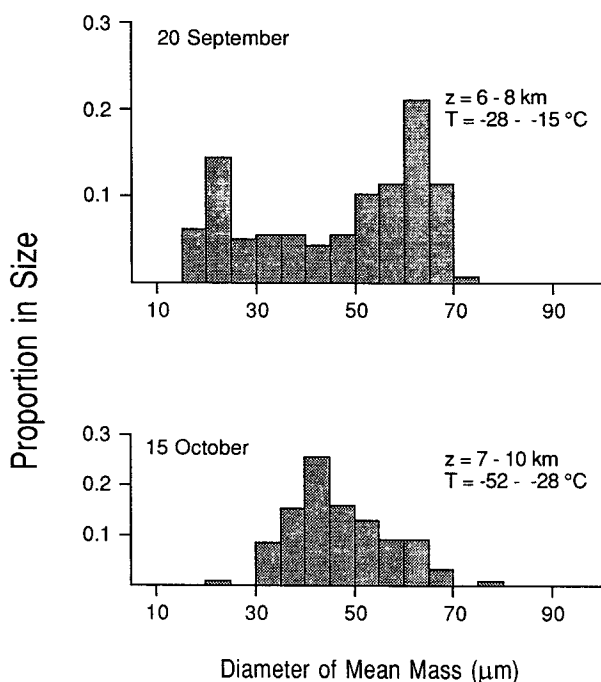 0.3
20 September
z = 6 - 8 km
T = -28 - -15 °C
0.2
0.1
10 30 50 70 90
Proportion in Size
0.3
15 October
z = 7 - 10 km
T = -52 - -28 °C
0.2
0.1
10 30 50 70 90
Diameter of Mean Mass (μm)